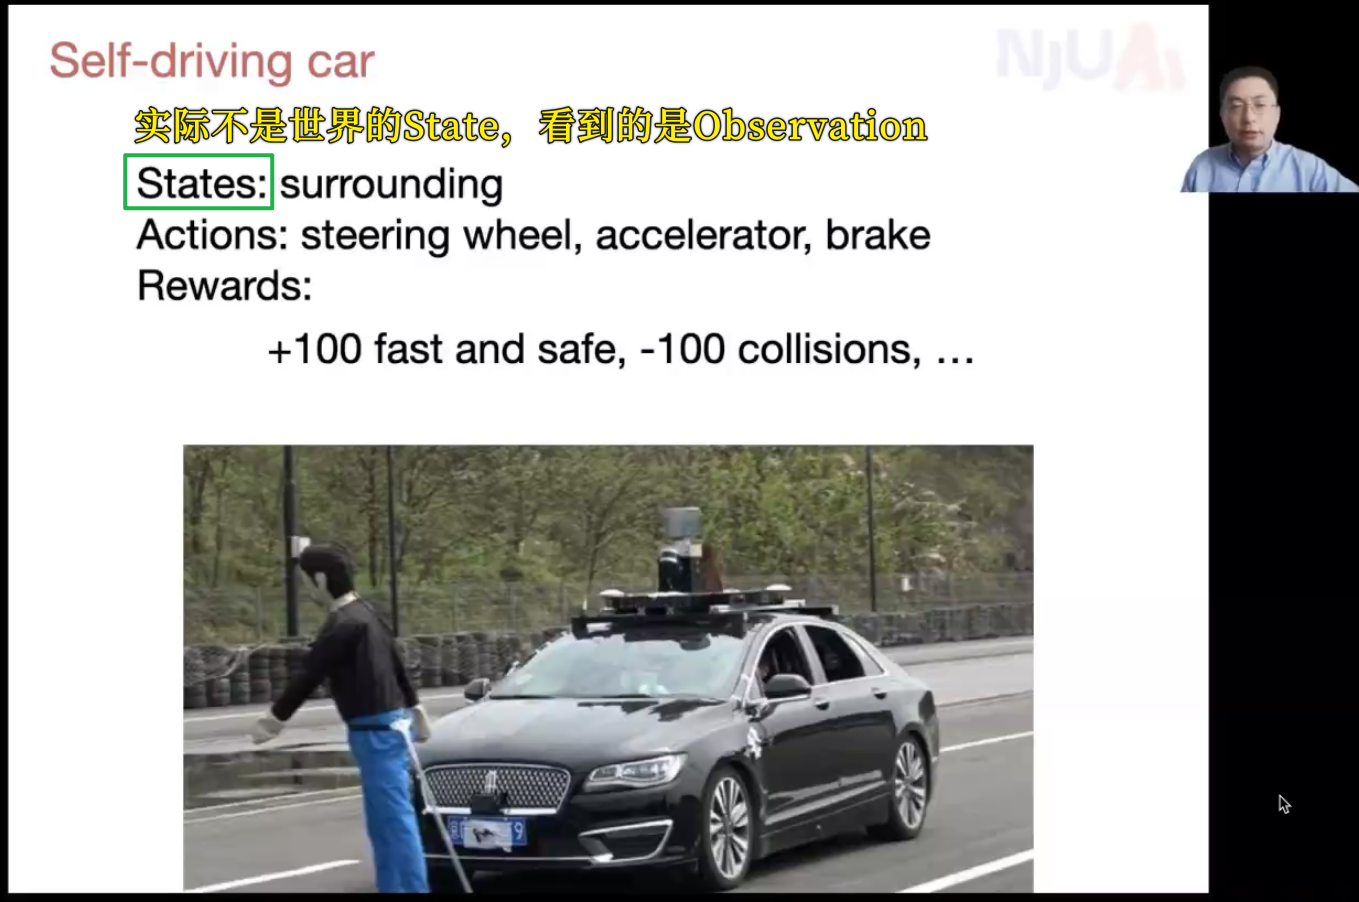 Self-driving car
NJUAi
实际不是世界的State，看到的是Observation
States: surrounding
Actions: steering wheel, accelerator, brake
Rewards:
+100 fast and safe, -100 collisions, …
9